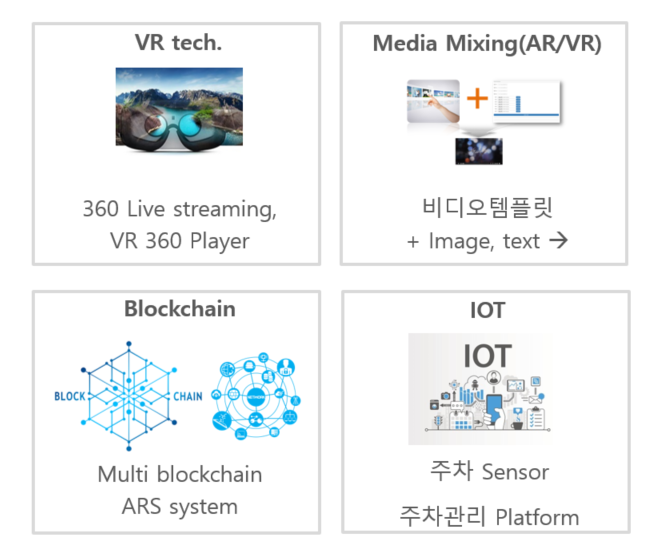 VR tech.
360 Live streaming,
VR 360 Player
Media Mixing(AR/VR)
비디오템플릿
+ Image, text →
Blockchain
BLOCK CHAIN
NETWORK
Multi blockchain
ARS system
IOT
IOT
주차 Sensor
주차관리 Platform